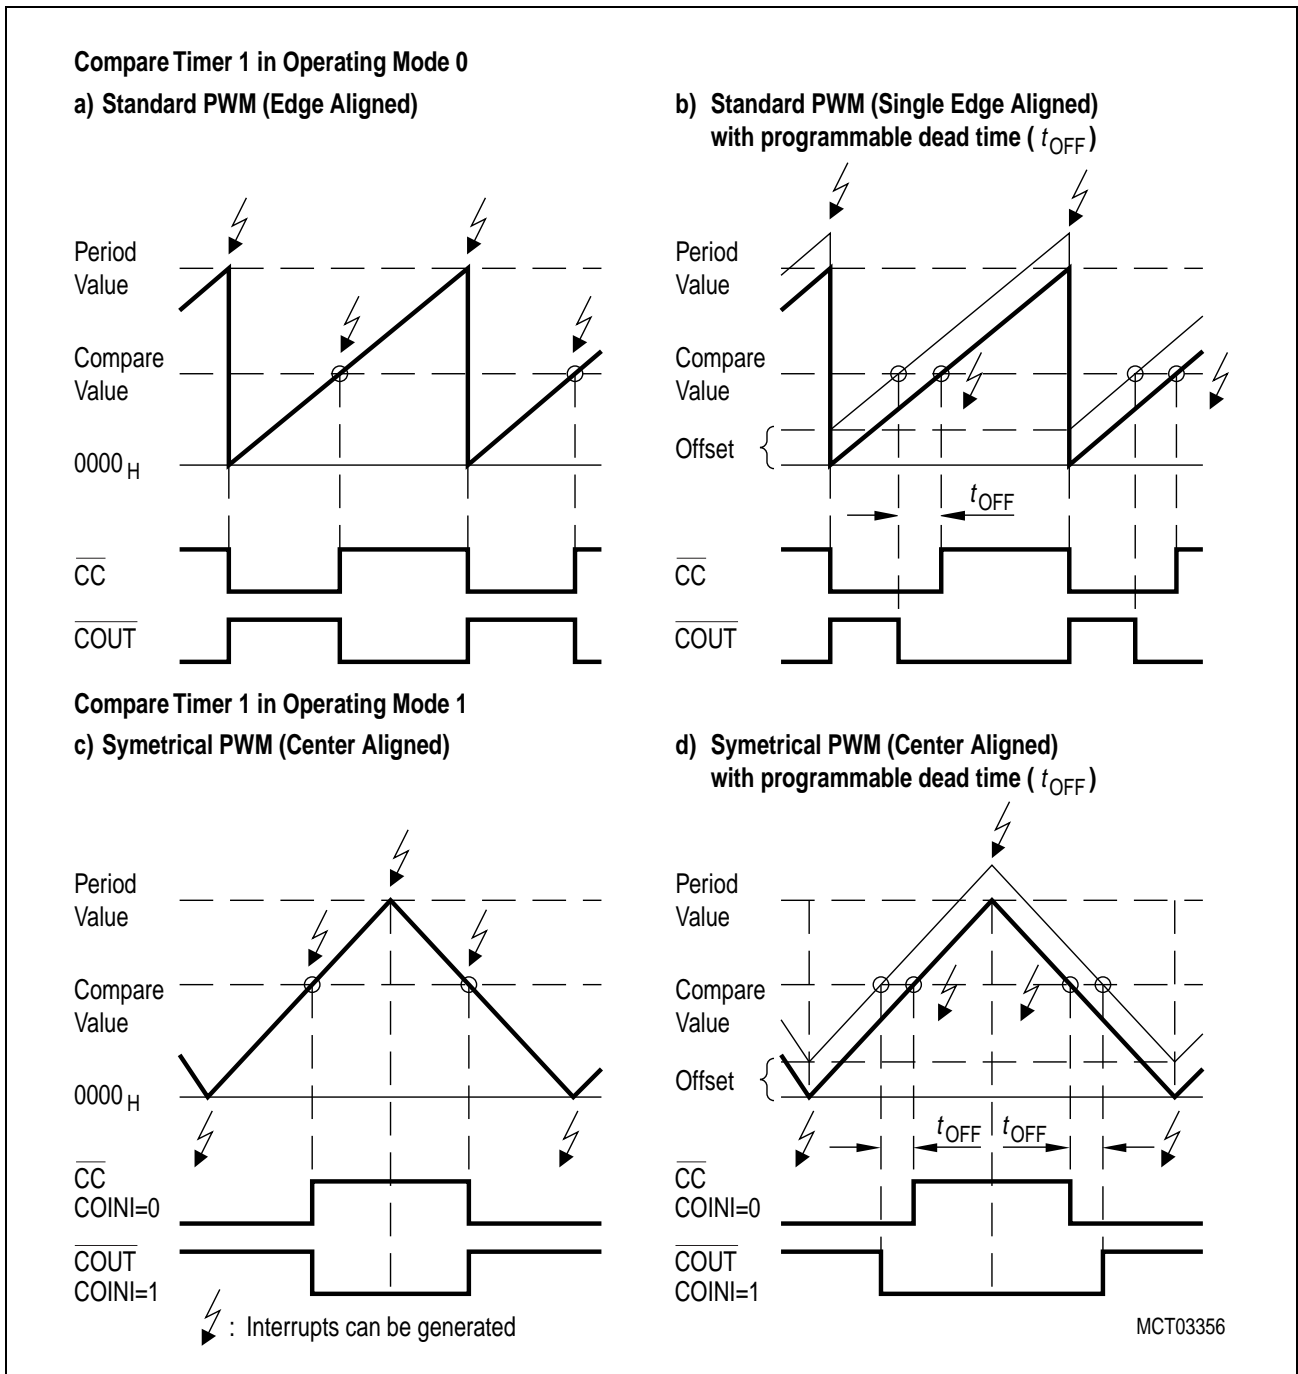 Compare Timer 1 in Operating Mode 0
a) Standard PWM (Edge Aligned)
Period
Value
Compare
Value
0000 H
CC
COUT
b) Standard PWM (Single Edge Aligned)
with programmable dead time ( tOFF )
Period
Value
Compare
Value
Offset
tOFF
CC
COUT
Compare Timer 1 in Operating Mode 1
c) Symetrical PWM (Center Aligned)
Period
Value
Compare
Value
0000 H
CC
COINI=0
COUT
COINI=1
: Interrupts can be generated
d) Symetrical PWM (Center Aligned)
with programmable dead time ( tOFF )
Period
Value
Compare
Value
Offset
tOFF tOFF
CC
COINI=0
COUT
COINI=1
MCT03356